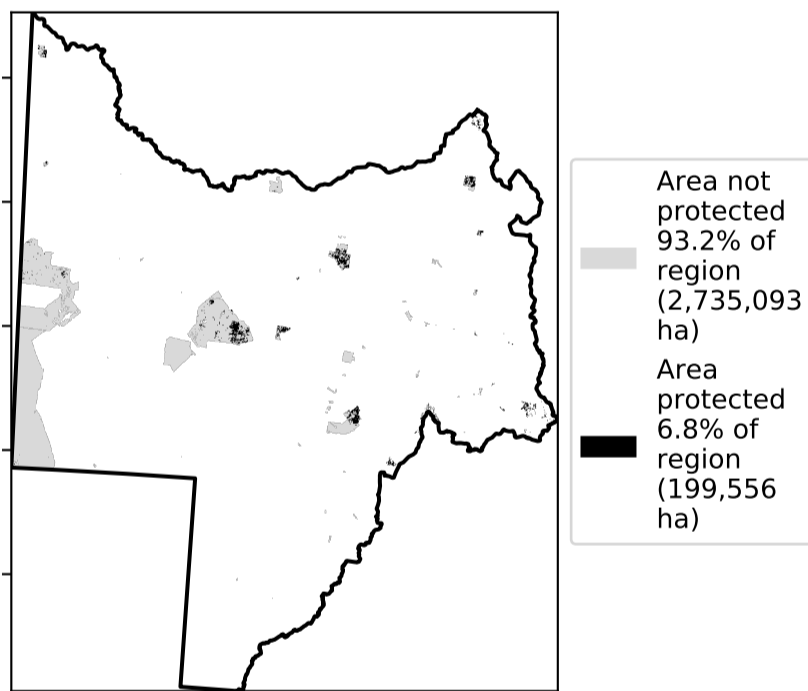 Area not
protected
93.2% of
region
(2,735,093
ha)
Area
protected
6.8% of
region
(199,556
ha)